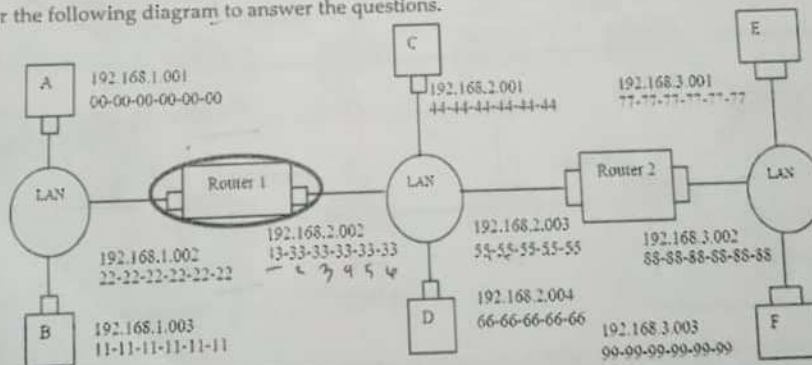 r the following diagram to answer the questions.
A
192.168.1.001
00-00-00-00-00-00
C
192.168.2.001
44-44-44-44-44-44
E
192.168.3.001
77-77-77-77-77-77
LAN
Router 1
LAN
Router 2
LAN
192.168.1.002
22-22-22-22-22-22
192.168.2.002
33-33-33-33-33-33
3 4 5 6
192.168.2.003
55-55-55-55-55
192.168.3.002
88-88-88-88-88-88
B
192.168.1.003
11-11-11-11-11-11
D
192.168.2.004
66-66-66-66-66
192.168.3.003
99-99-99-99-99-99
F